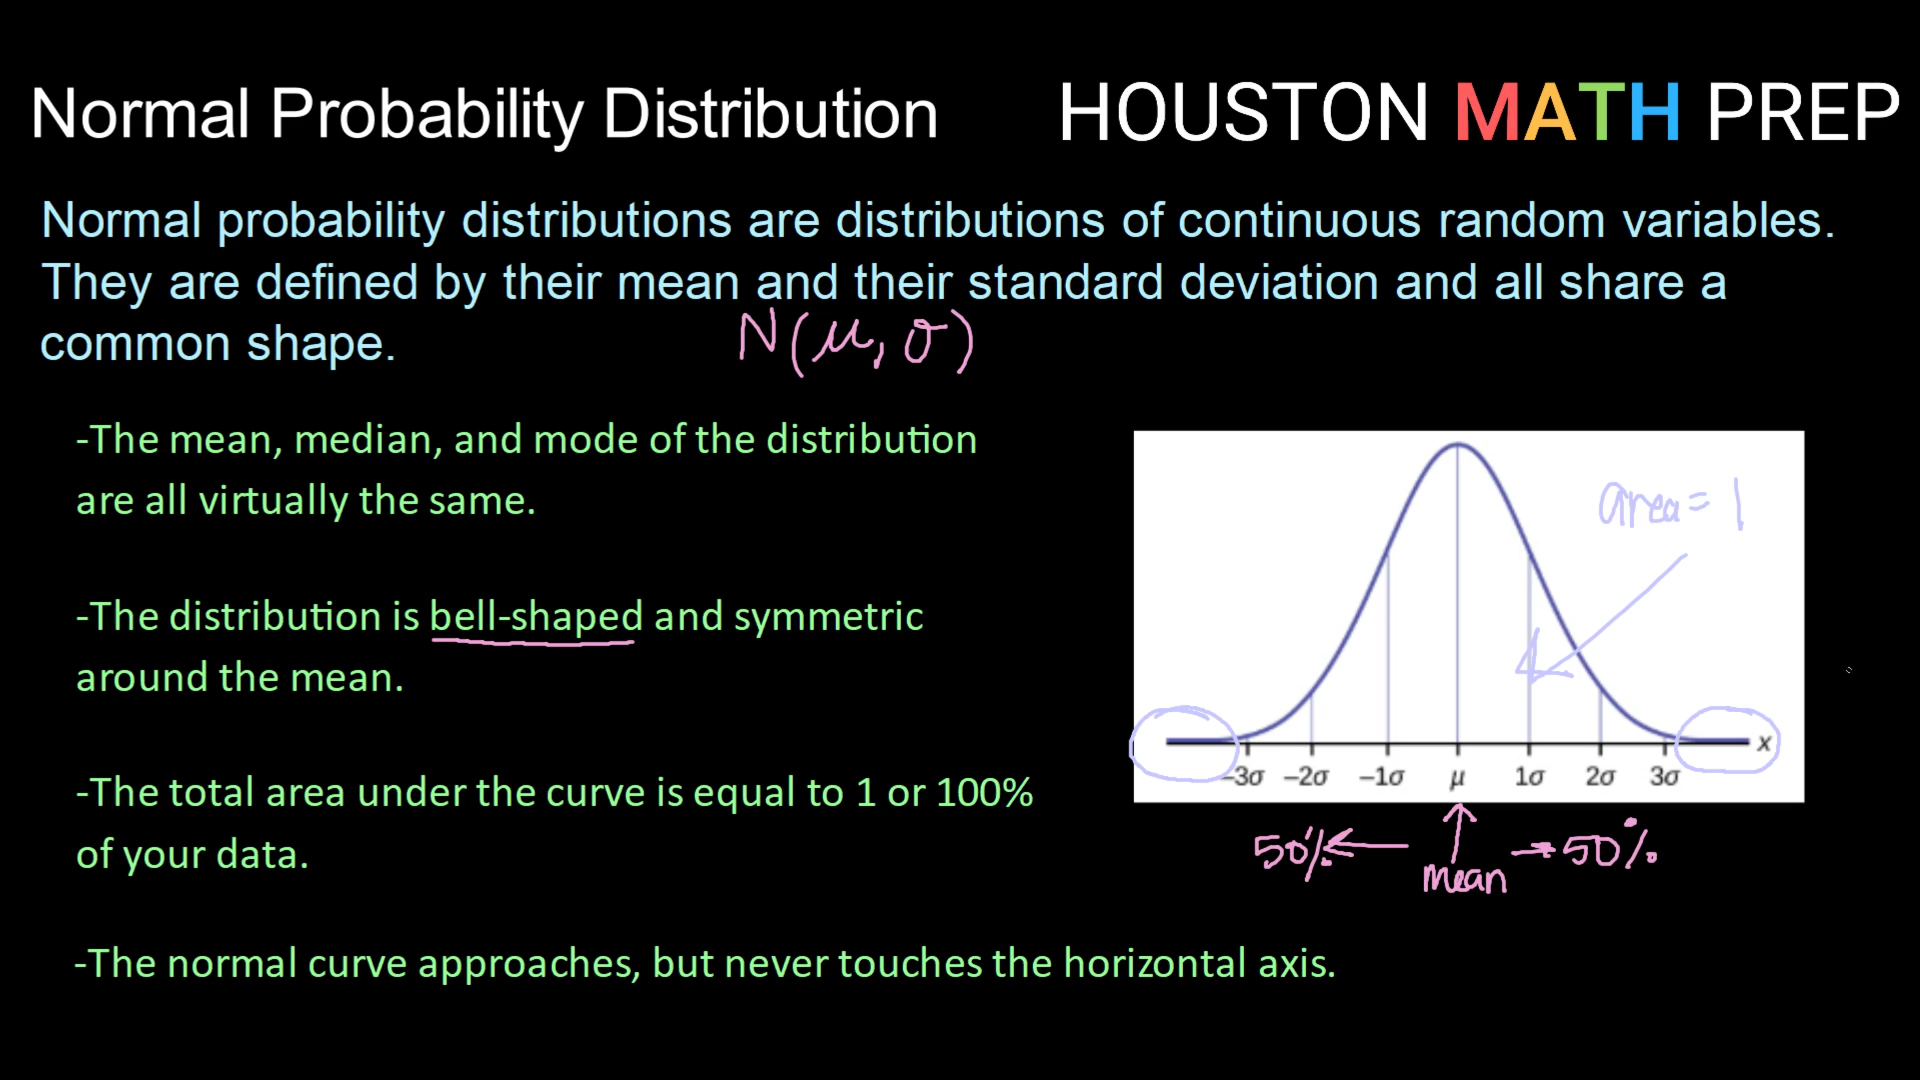 Normal Probability Distribution
HOUSTON MATH PREP
Normal probability distributions are distributions of continuous random variables.
They are defined by their mean and their standard deviation and all share a
common shape.
N(μ, σ)
-The mean, median, and mode of the distribution
are all virtually the same.
-The distribution is bell-shaped and symmetric
around the mean.
-The total area under the curve is equal to 1 or 100%
of your data.
-The normal curve approaches, but never touches the horizontal axis.
area = 1
x
–3σ –2σ –1σ μ 1σ 2σ 3σ
50% 50%
mean